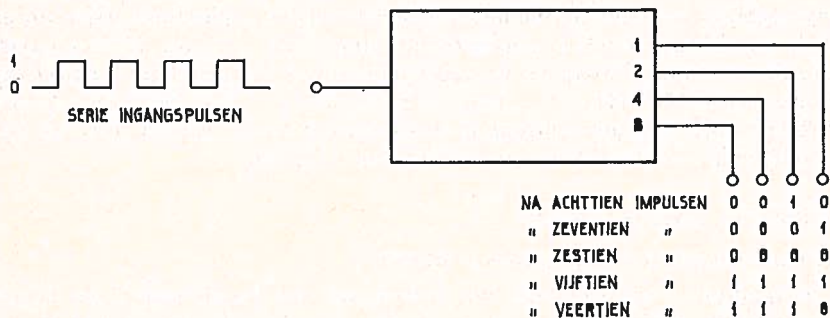 1
0
SERIE INGANGSPULSEN
1
2
4
8
NA ACHTTIEN IMPULSEN 0 0 1 0
" ZEVENTIEN " 0 0 0 1
" ZESTIEN " 0 0 0 0
" VIJFTIEN " 1 1 1 1
" VEERTIEN " 1 1 1 0